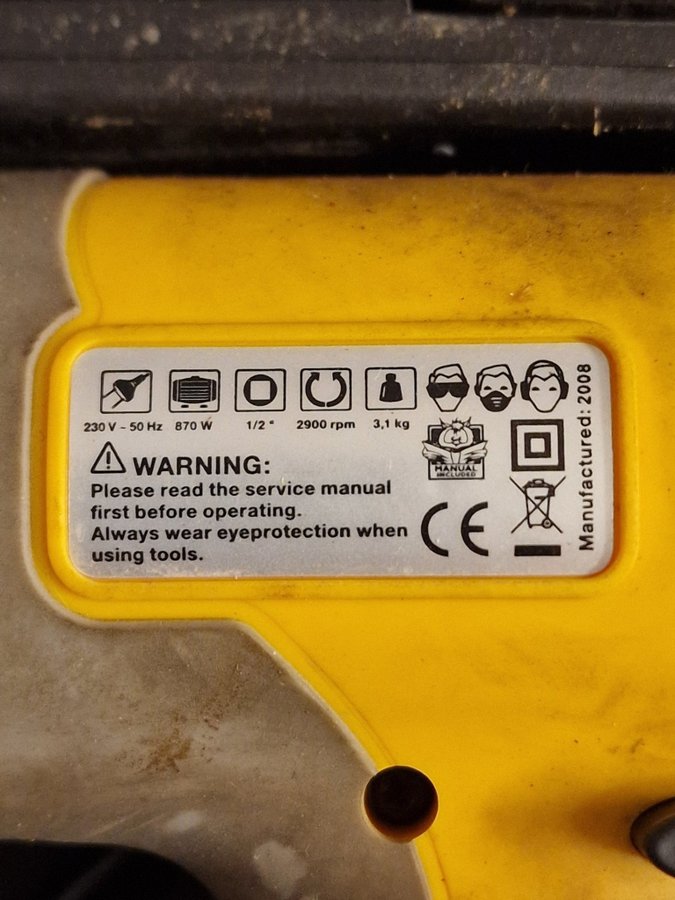 230 V ~ 50 Hz 870 W 1/2 " 2900 rpm 3,1 kg
WARNING:
Please read the service manual
first before operating.
Always wear eyeprotection when
using tools.
MANUAL
INCLUDED
CE
Manufactured: 2008